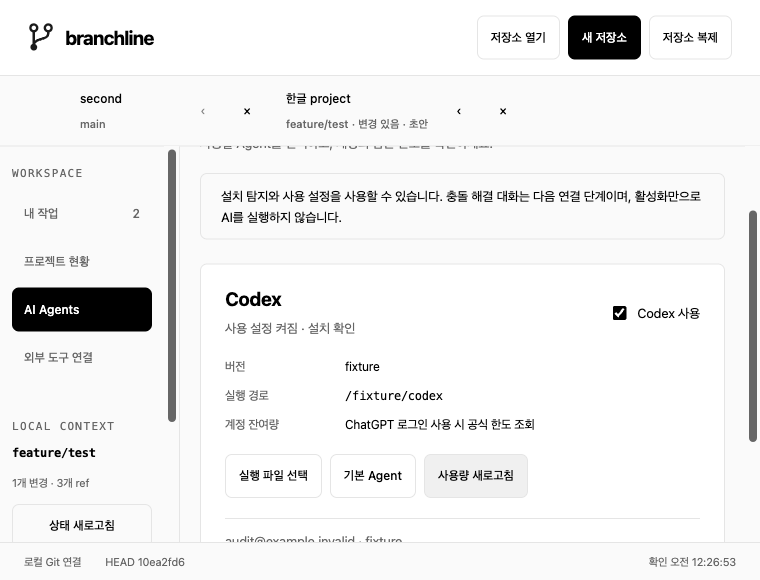 branchline
저장소 열기
새 저장소
저장소 복제
second
main
‹
×
한글 project
feature/test · 변경 있음 · 초안
‹
×
WORKSPACE
내 작업 2
프로젝트 현황
AI Agents
외부 도구 연결
LOCAL CONTEXT
feature/test
1개 변경 · 3개 ref
상태 새로고침
설치 탐지와 사용 설정을 사용할 수 있습니다. 충돌 해결 대화는 다음 연결 단계이며, 활성화만으로
AI를 실행하지 않습니다.
Codex
사용 설정 켜짐 · 설치 확인
Codex 사용
버전 fixture
실행 경로 /fixture/codex
계정 잔여량 ChatGPT 로그인 사용 시 공식 한도 조회
실행 파일 선택
기본 Agent
사용량 새로고침
audit@example.invalid · fixture
로컬 Git 연결
HEAD 10ea2fd6
확인 오전 12:26:53